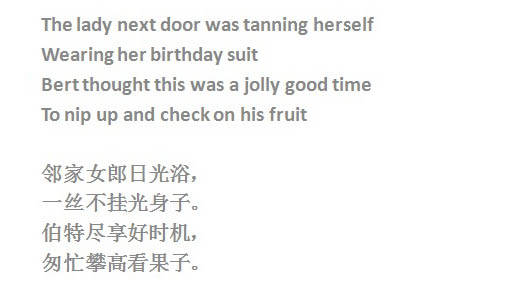 The lady next door was tanning herself
Wearing her birthday suit
Bert thought this was a jolly good time
To nip up and check on his fruit
邻家女郎日光浴，
一丝不挂光身子。
伯特尽享好时机，
匆忙攀高看果子。